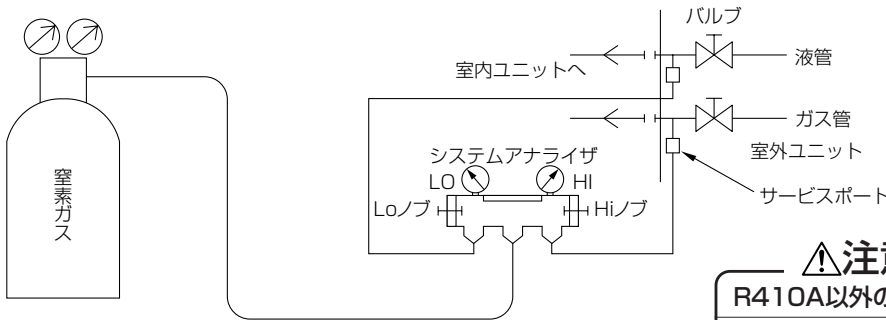 バルブ
液管
室内ユニットへ
ガス管
室外ユニット
システムアナライザ
LO
HI
サービスポート
Loノブ
Hiノブ
窒素ガス
注意
R410A以外の